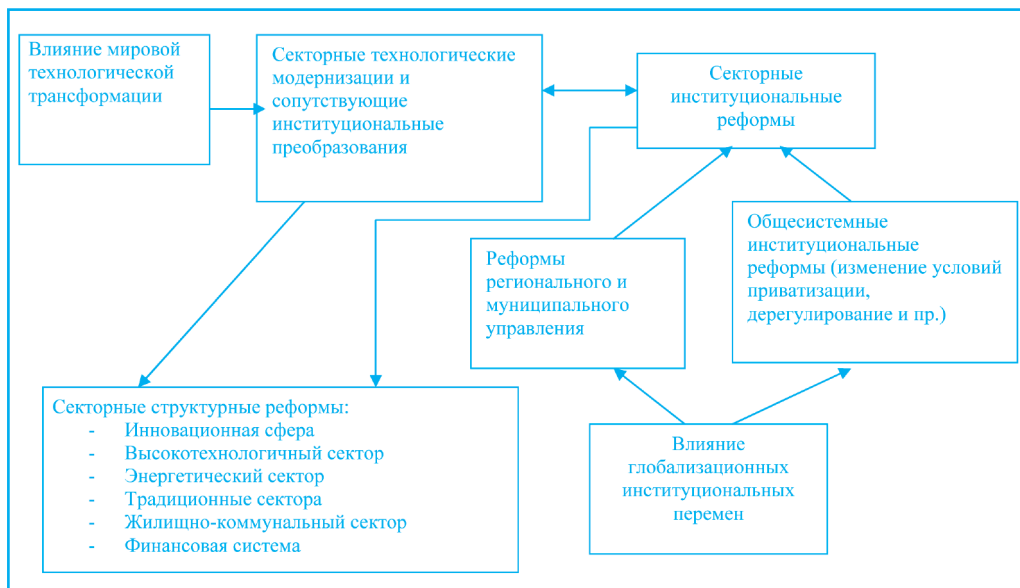 Влияние мировой
технологической
трансформации
Секторные технологические
модернизации и
сопутствующие
институциональные
преобразования
Секторные
институциональные
реформы
Реформы
регионального и
муниципального
управления
Общесистемные
институциональные
реформы (изменение условий
приватизации,
дерегулирование и пр.)
Секторные структурные реформы:
- Инновационная сфера
- Высокотехнологичный сектор
- Энергетический сектор
- Традиционные сектора
- Жилищно-коммунальный сектор
- Финансовая система
Влияние
глобализационных
институциональных
перемен